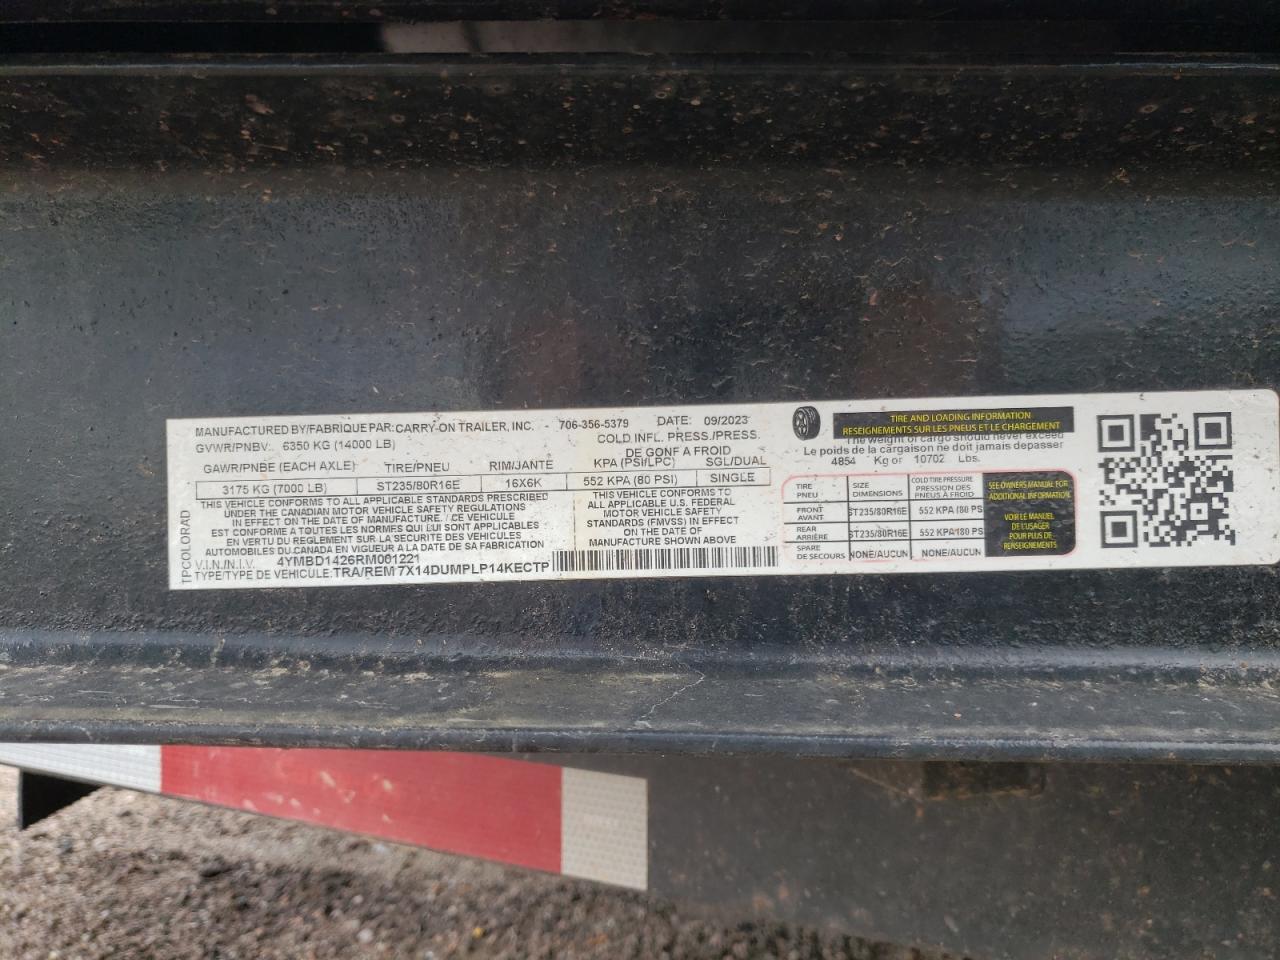 MANUFACTURED BY/FABRIQUE PAR: CARRY-ON TRAILER, INC. 706-356-5379 DATE: 09/2023
GVWR/PNBV: 6350 KG (14000 LB) COLD INFL. PRESS./PRESS.
DE GONF A FROID
GAWR/PNBE (EACH AXLE) TIRE/PNEU RIM/JANTE KPA (PSI/LPC) SGL/DUAL
3175 KG (7000 LB) ST235/80R16E 16X6K 552 KPA (80 PSI) SINGLE
THIS VEHICLE CONFORMS TO ALL APPLICABLE STANDARDS PRESCRIBED
UNDER THE CANADIAN MOTOR VEHICLE SAFETY REGULATIONS
IN EFFECT ON THE DATE OF MANUFACTURE. / CE VEHICULE
EST CONFORME A TOUTES LES NORMES QUI LUI SONT APPLICABLES
EN VERTU DU REGLEMENT SUR LA SECURITE DES VEHICULES
AUTOMOBILES DU CANADA EN VIGUEUR A LA DATE DE SA FABRICATION
THIS VEHICLE CONFORMS TO
ALL APPLICABLE U.S. FEDERAL
MOTOR VEHICLE SAFETY
STANDARDS (FMVSS) IN EFFECT
ON THE DATE OF
MANUFACTURE SHOWN ABOVE
V.I.N./N.I.V. 4YMBD1426RM001221
TYPE/TYPE DE VEHICULE: TRA/REM 7X14DUMPLP14KECTP
TPCOLORAD
TIRE AND LOADING INFORMATION
RESEIGNEMENTS SUR LES PNEUS ET LE CHARGEMENT
The weight of cargo should never exceed
Le poids de la cargaison ne doit jamais depasser
4854 Kg or 10702 Lbs.
TIRE
PNEU
SIZE
DIMENSIONS
COLD TIRE PRESSURE
PRESSION DES
PNEUS À FROID
FRONT
AVANT
ST235/80R16E 552 KPA (80 PS
REAR
ARRIÈRE
ST235/80R16E 552 KPA (80 PS
SPARE
DE SECOURS
NONE/AUCUN NONE/AUCUN
SEE OWNERS MANUAL FOR
ADDITIONAL INFORMATION.
VOIR LE MANUEL
DE L'USAGER
POUR PLUS DE
RENSEIGNEMENTS